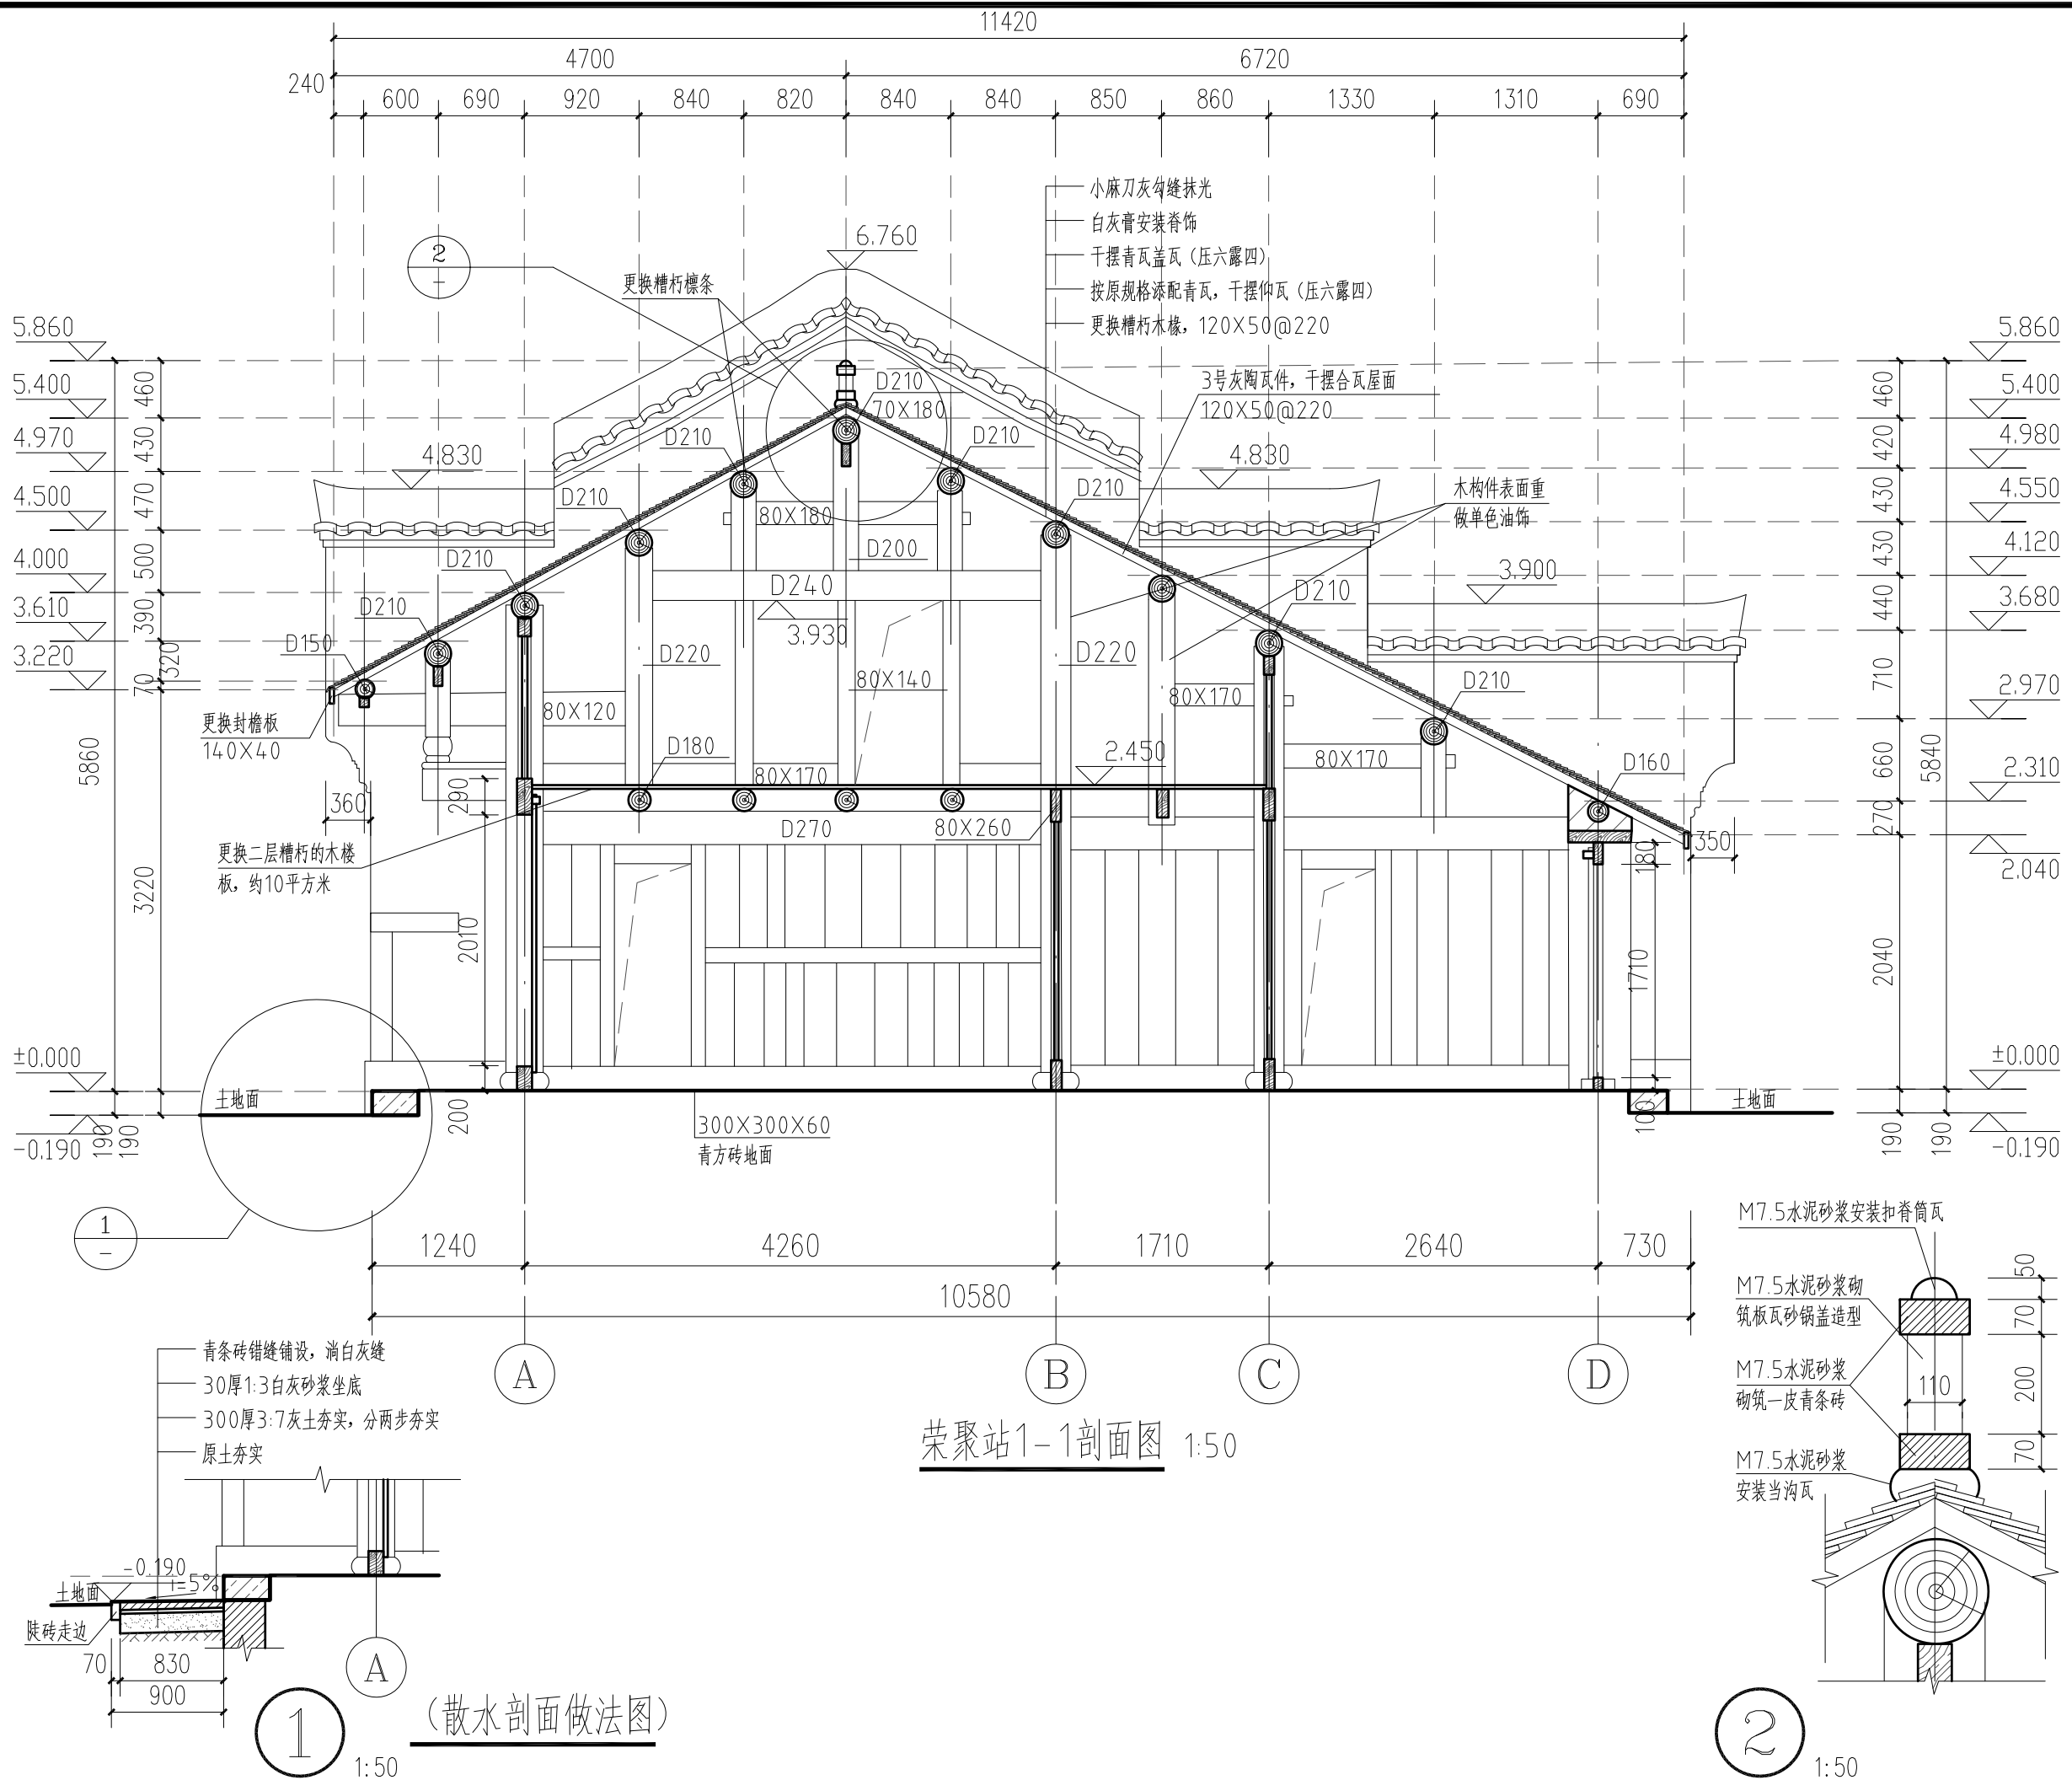 11420
4700
6720
240
600
690
920
840
820
840
840
850
860
1330
1310
690
小麻刀灰勾缝抹光
白灰膏安装脊饰
干摆青瓦盖瓦（压六露四）
按原规格添配青瓦，干摆仰瓦（压六露四）
更换糟朽木椽，120X50@220
2
-
更换糟朽檩条
6.760
3号灰陶瓦件，干摆合瓦屋面
120X50@220
木构件表面重
做单色油饰
4.830
4.830
3.900
5.860
5.400
4.970
4.500
4.000
3.610
3.220
±0.000
-0.190
460
430
470
500
390
320
70
5860
3220
190
190
5.860
5.400
4.980
4.550
4.120
3.680
2.970
2.310
2.040
±0.000
-0.190
460
420
430
430
440
710
660
270
2040
5840
190
190
D210
70X180
D210
D210
D210
80X180
D210
D200
D210
D240
3.930
D210
D210
D150
D220
D220
80X140
80X170
D210
80X120
更换封檐板
140X40
D180
80X170
2.450
80X170
D160
360
290
350
D270
80X260
180
更换二层糟朽的木楼
板，约10平方米
2010
1710
200
100
土地面
土地面
300X300X60
青方砖地面
1
-
1240
4260
1710
2640
730
10580
A
B
C
D
荣聚站1-1剖面图 1:50
青条砖错缝铺设，淌白灰缝
30厚1:3白灰砂浆坐底
300厚3:7灰土夯实，分两步夯实
原土夯实
-0.190
i=5%
土地面
陡砖走边
70
830
900
A
1
（散水剖面做法图）
1:50
M7.5水泥砂浆安装扣脊筒瓦
M7.5水泥砂浆砌
筑板瓦砂锅盖造型
M7.5水泥砂浆
砌筑一皮青条砖
M7.5水泥砂浆
安装当沟瓦
50
70
200
70
110
2
1:50